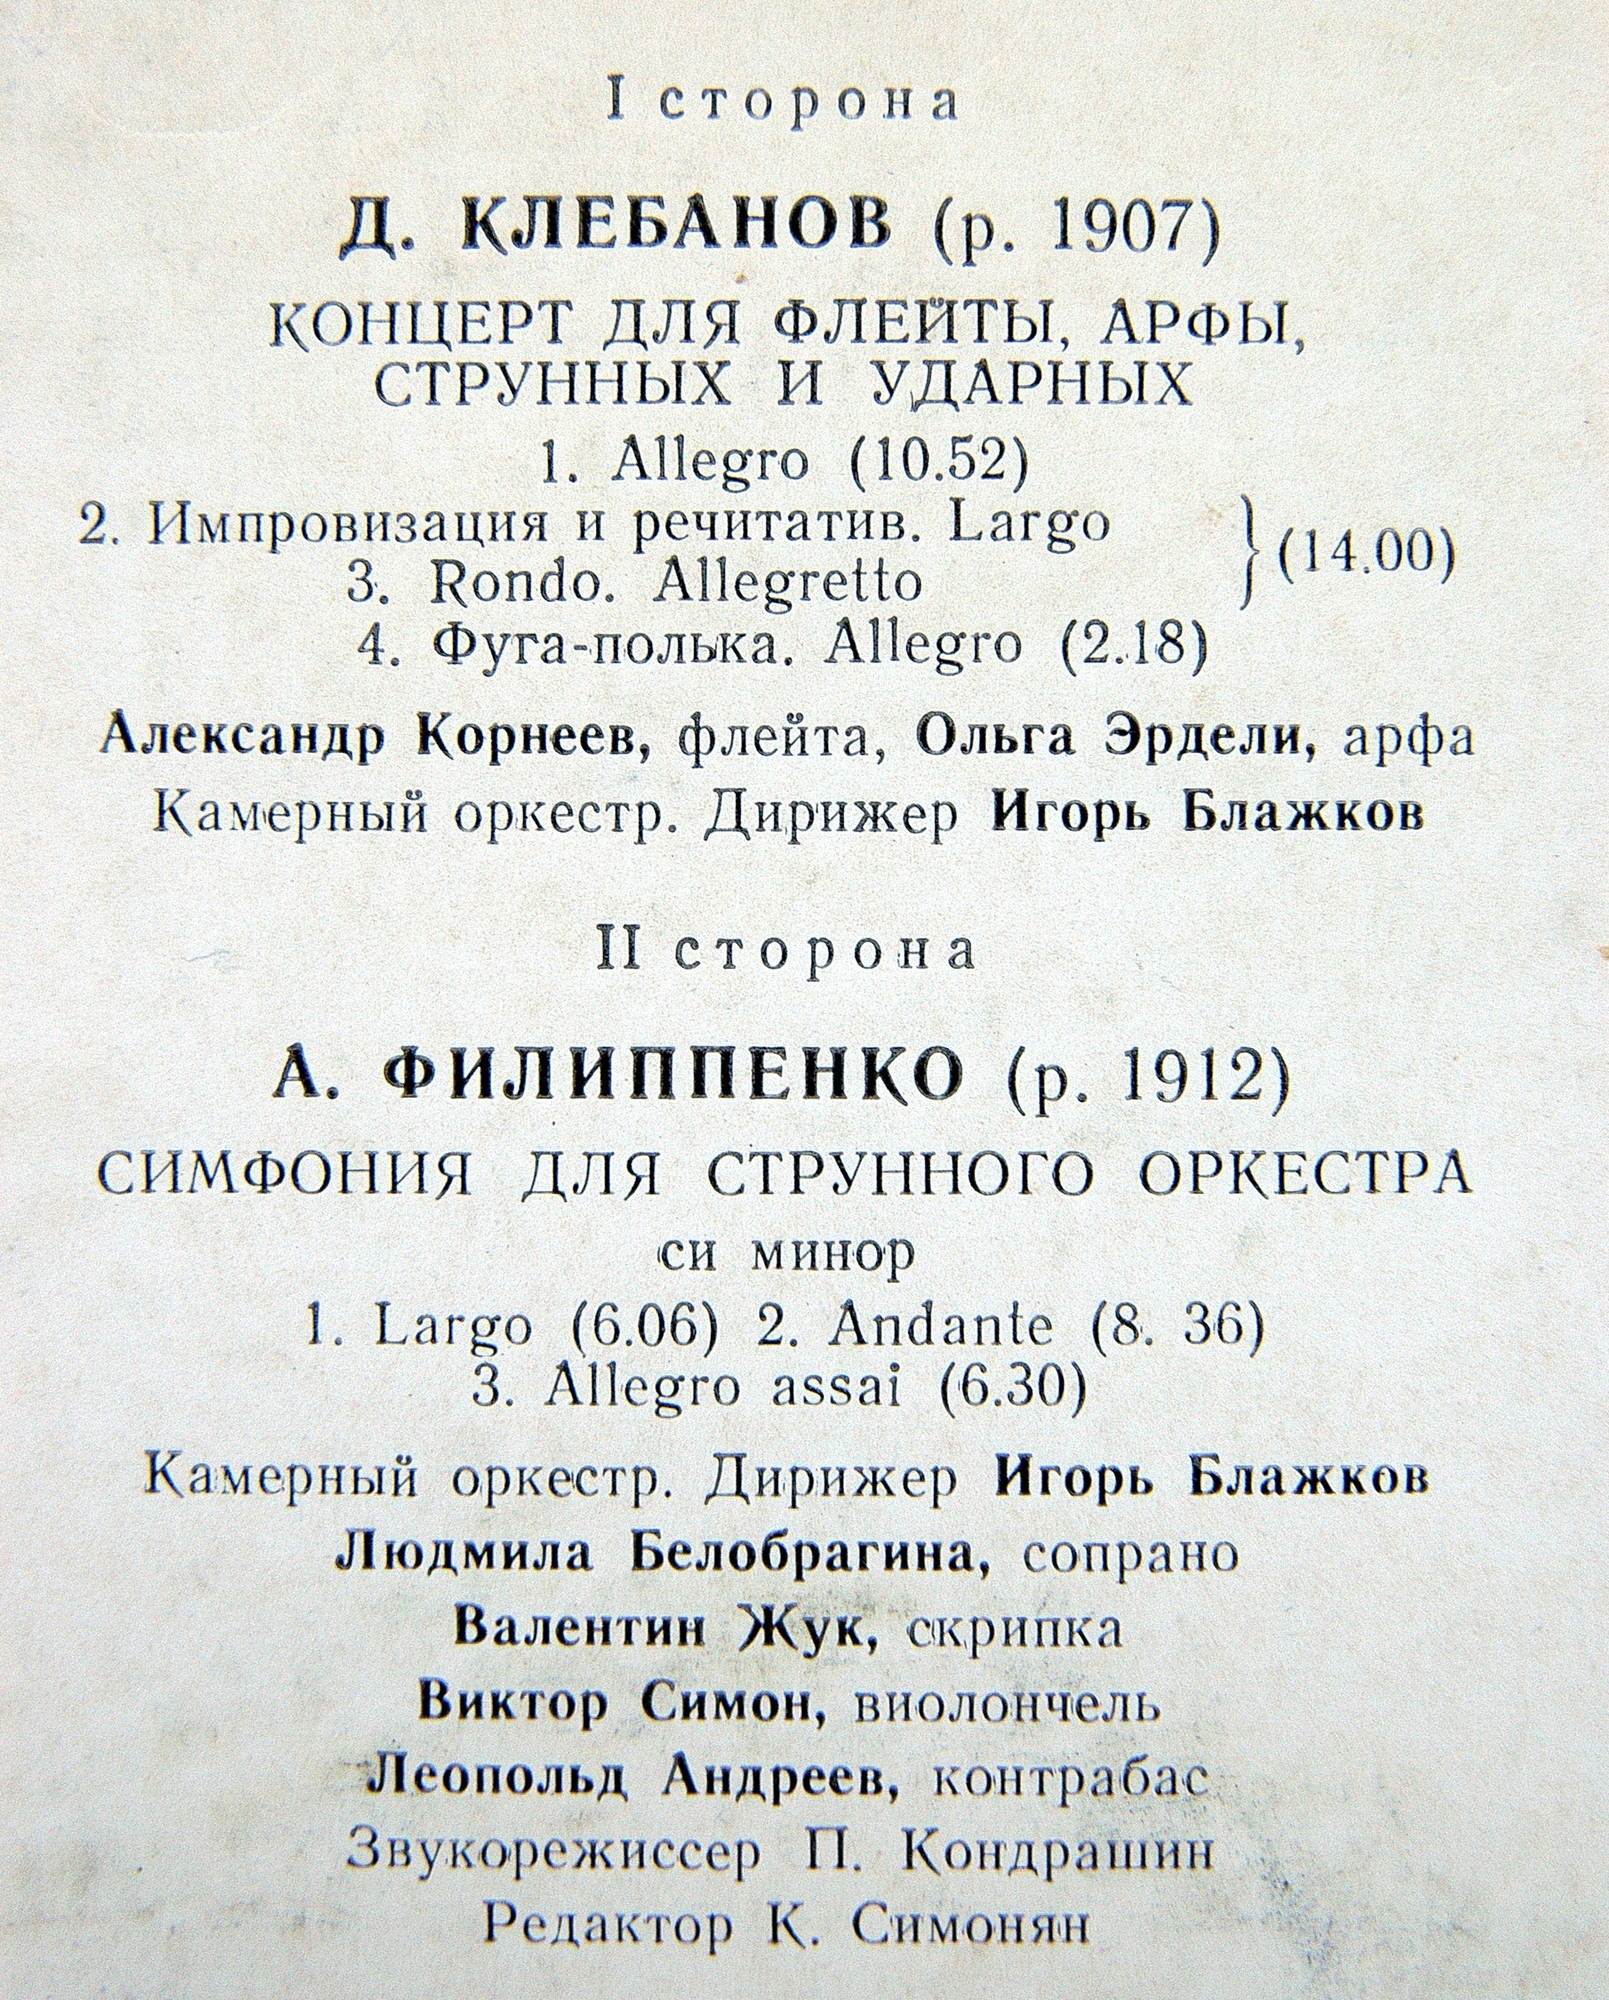 I сторона
Д. КЛЕБАНОВ (р. 1907)
КОНЦЕРТ ДЛЯ ФЛЕЙТЫ, АРФЫ,
СТРУННЫХ И УДАРНЫХ
1. Allegro (10.52)
2. Импровизация и речитатив. Largo
3. Rondo. Allegretto } (14.00)
4. Фуга-полька. Allegro (2.18)
Александр Корнеев, флейта, Ольга Эрдели, арфа
Камерный оркестр. Дирижер Игорь Блажков
II сторона
А. ФИЛИППЕНКО (р. 1912)
СИМФОНИЯ ДЛЯ СТРУННОГО ОРКЕСТРА
си минор
1. Largo (6.06) 2. Andante (8. 36)
3. Allegro assai (6.30)
Камерный оркестр. Дирижер Игорь Блажков
Людмила Белобрагина, сопрано
Валентин Жук, скрипка
Виктор Симон, виолончель
Леопольд Андреев, контрабас
Звукорежиссер П. Кондрашин
Редактор К. Симонян